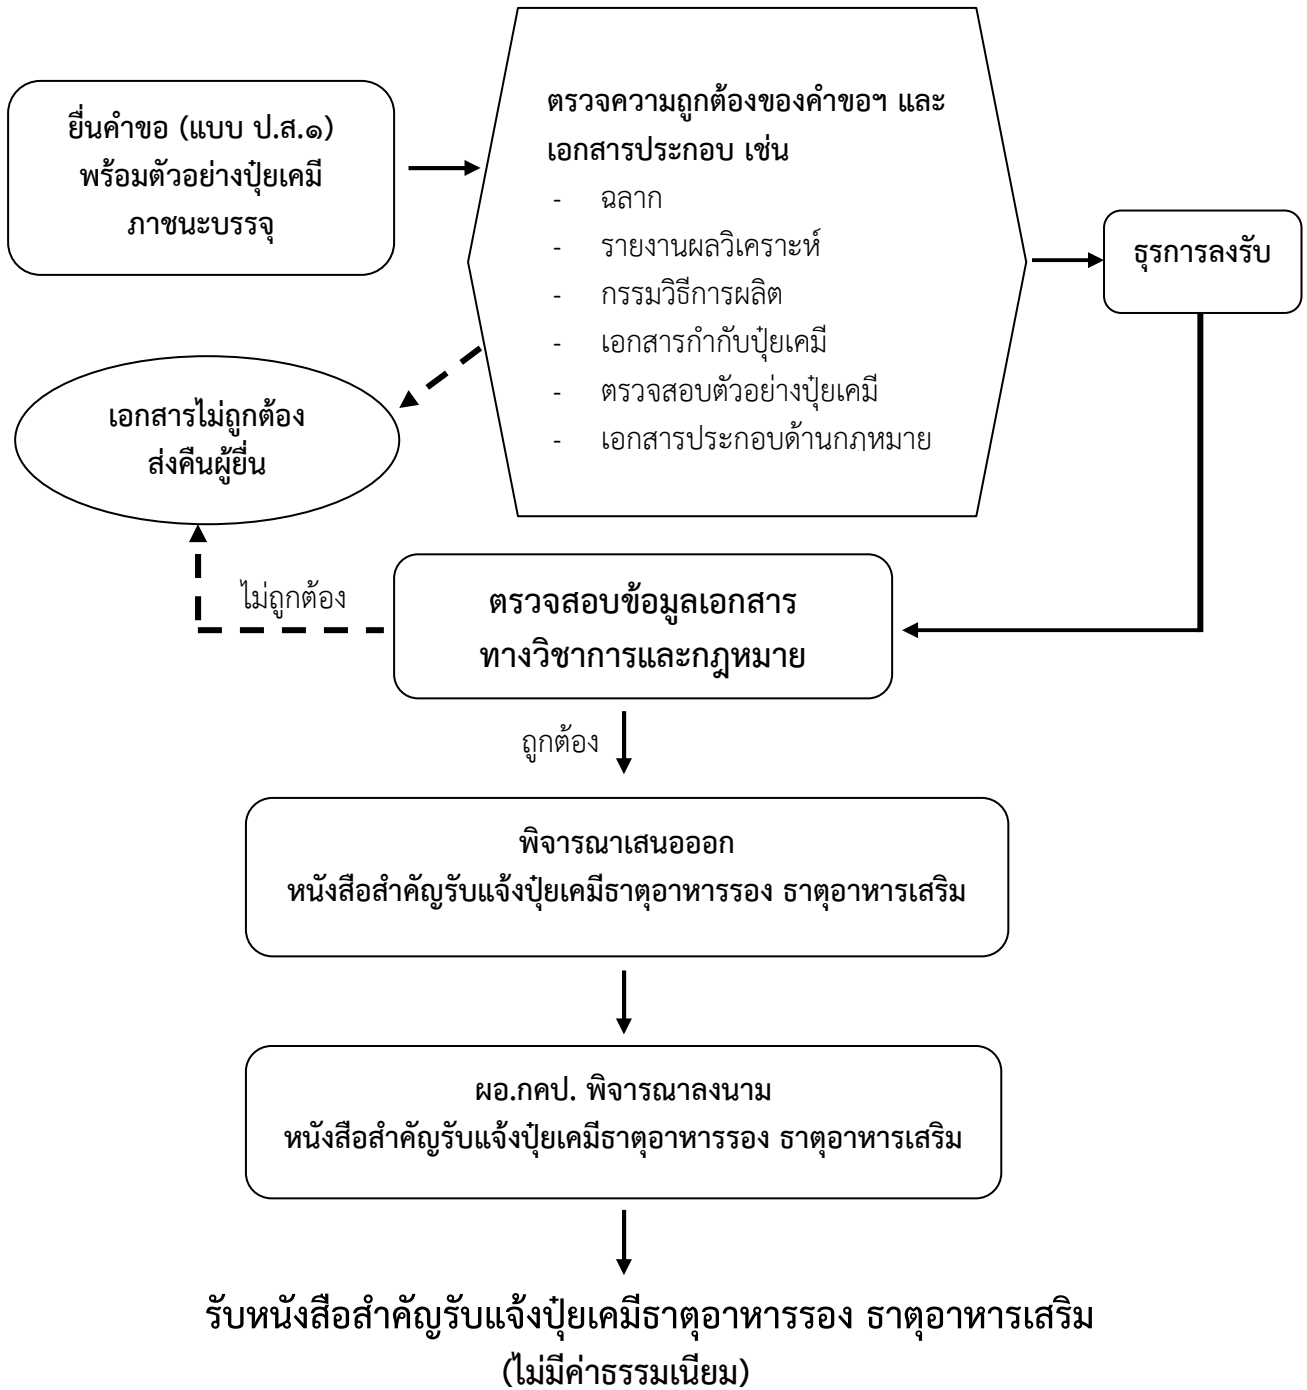 ยื่นคำขอ (แบบ ป.ส.๑)
พร้อมตัวอย่างปุ๋ยเคมี
ภาชนะบรรจุ
ตรวจความถูกต้องของคำขอฯ และ
เอกสารประกอบ เช่น
- ฉลาก
- รายงานผลวิเคราะห์
- กรรมวิธีการผลิต
- เอกสารกำกับปุ๋ยเคมี
- ตรวจสอบตัวอย่างปุ๋ยเคมี
- เอกสารประกอบด้านกฎหมาย
ธุรการลงรับ
เอกสารไม่ถูกต้อง
ส่งคืนผู้ยื่น
ไม่ถูกต้อง
ตรวจสอบข้อมูลเอกสาร
ทางวิชาการและกฎหมาย
ถูกต้อง
พิจารณาเสนอออก
หนังสือสำคัญรับแจ้งปุ๋ยเคมีธาตุอาหารรอง ธาตุอาหารเสริม
ผอ.กคป. พิจารณาลงนาม
หนังสือสำคัญรับแจ้งปุ๋ยเคมีธาตุอาหารรอง ธาตุอาหารเสริม
รับหนังสือสำคัญรับแจ้งปุ๋ยเคมีธาตุอาหารรอง ธาตุอาหารเสริม
(ไม่มีค่าธรรมเนียม)